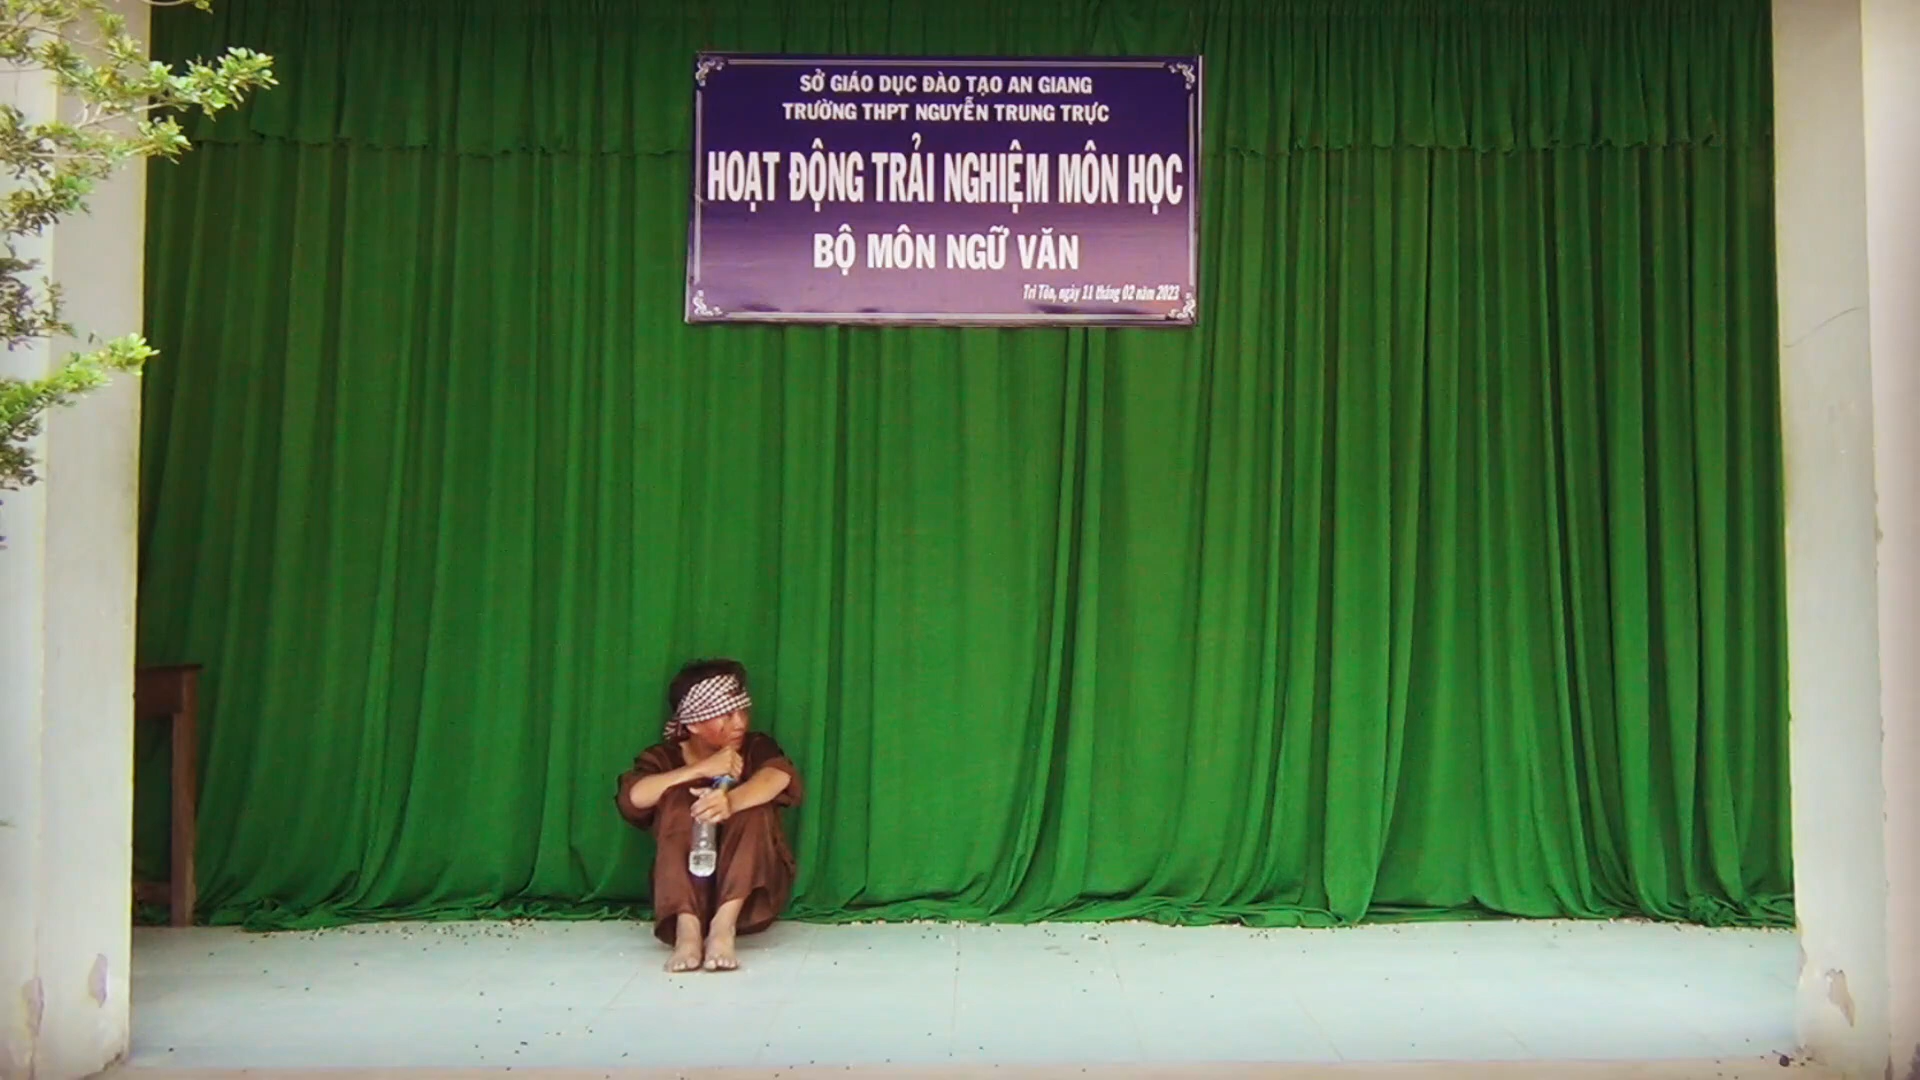 SỞ GIÁO DỤC ĐÀO TẠO AN GIANG
TRƯỜNG THPT NGUYỄN TRUNG TRỰC
HOẠT ĐỘNG TRẢI NGHIỆM MÔN HỌC
BỘ MÔN NGỮ VĂN
Tri Tôn, ngày 11 tháng 02 năm 2023